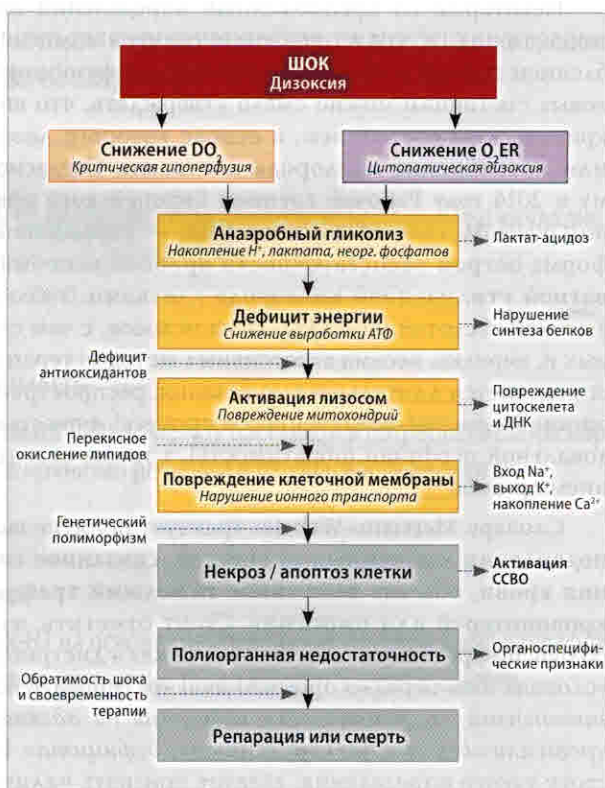 ШОК
Дизоксия
Снижение DO₂
Критическая гипоперфузия
Снижение O₂ER
Цитопатическая дизоксия
Анаэробный гликолиз
Накопление H⁺, лактата, неорг. фосфатов
Лактат-ацидоз
Дефицит энергии
Снижение выработки АТФ
Нарушение
синтеза белков
Дефицит
антиоксидантов
Активация лизосом
Повреждение митохондрий
Повреждение
цитоскелета
и ДНК
Перекисное
окисление липидов
Повреждение клеточной мембраны
Нарушение ионного транспорта
Вход Na⁺,
выход K⁺,
накопление Ca²⁺
Генетический
полиморфизм
Некроз / апоптоз клетки
Активация
ССВО
Полиорганная недостаточность
Органоспецифи-
ческие признаки
Обратимость шока
и своевременность
терапии
Репарация или смерть